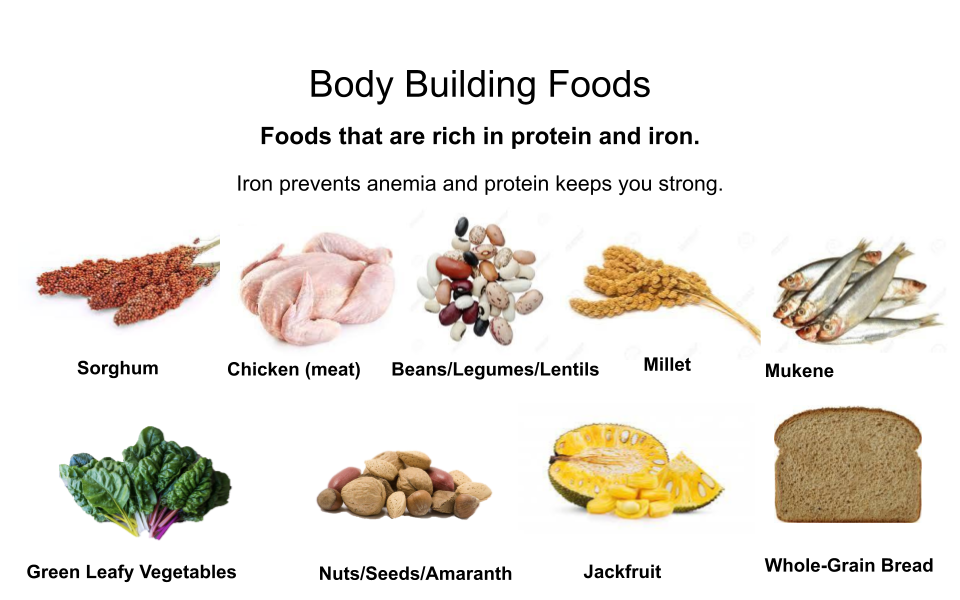 Body Building Foods
Foods that are rich in protein and iron.
Iron prevents anemia and protein keeps you strong.
Sorghum
Chicken (meat)
Beans/Legumes/Lentils
Millet
Mukene
Green Leafy Vegetables
Nuts/Seeds/Amaranth
Jackfruit
Whole-Grain Bread